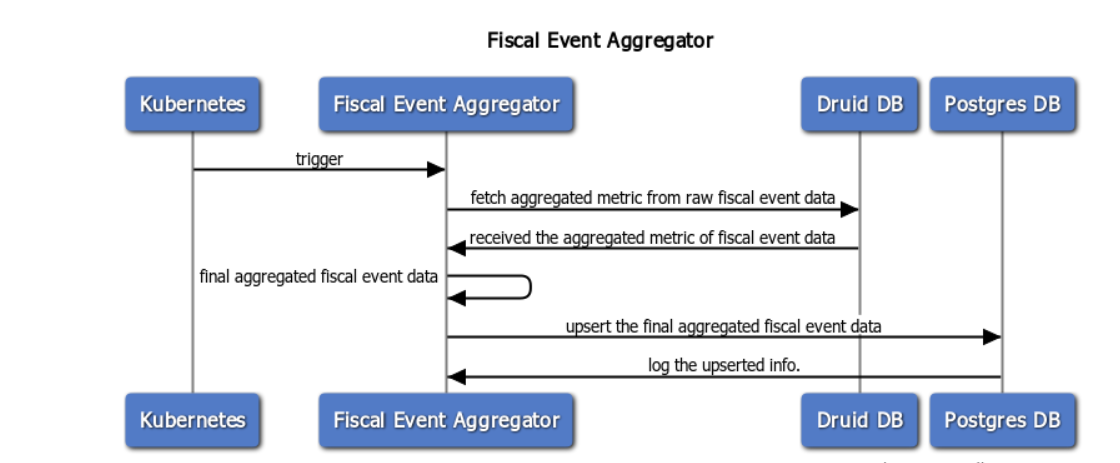 Fiscal Event Aggregator
Kubernetes
Fiscal Event Aggregator
Druid DB
Postgres DB
trigger
fetch aggregated metric from raw fiscal event data
received the aggregated metric of fiscal event data
final aggregated fiscal event data
upsert the final aggregated fiscal event data
log the upserted info.
Kubernetes
Fiscal Event Aggregator
Druid DB
Postgres DB